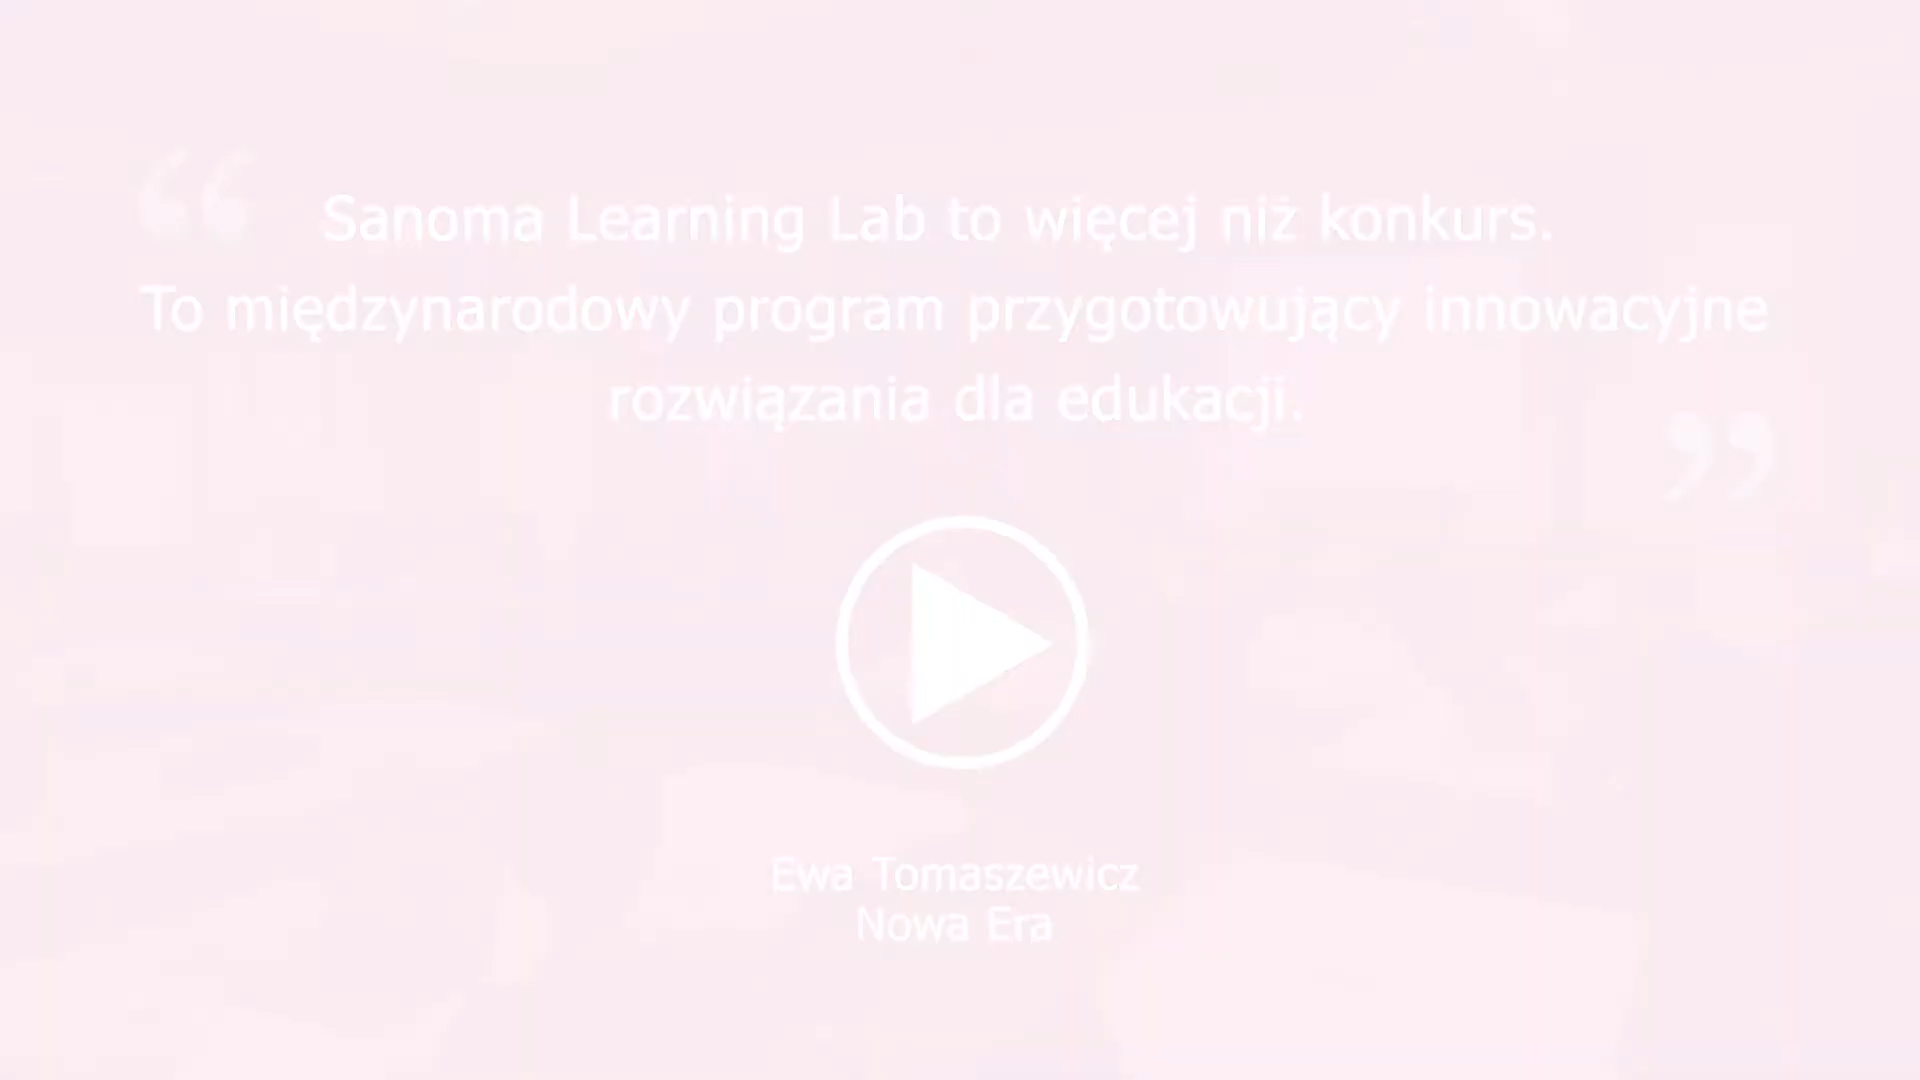 “ Sanoma Learning Lab to więcej niż konkurs.
To międzynarodowy program przygotowujący innowacyjne
rozwiązania dla edukacji. ”
Ewa Tomaszewicz
Nowa Era